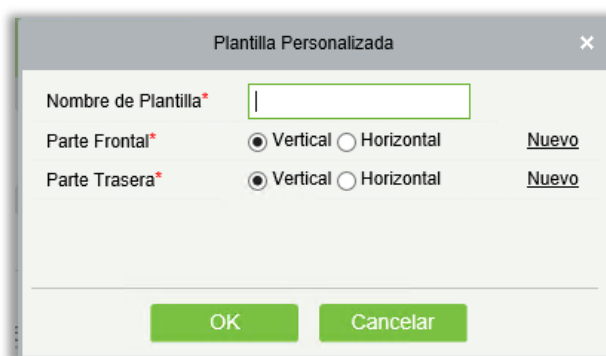 Plantilla Personalizada ×
Nombre de Plantilla*
Parte Frontal* Vertical Horizontal Nuevo
Parte Trasera* Vertical Horizontal Nuevo
OK Cancelar